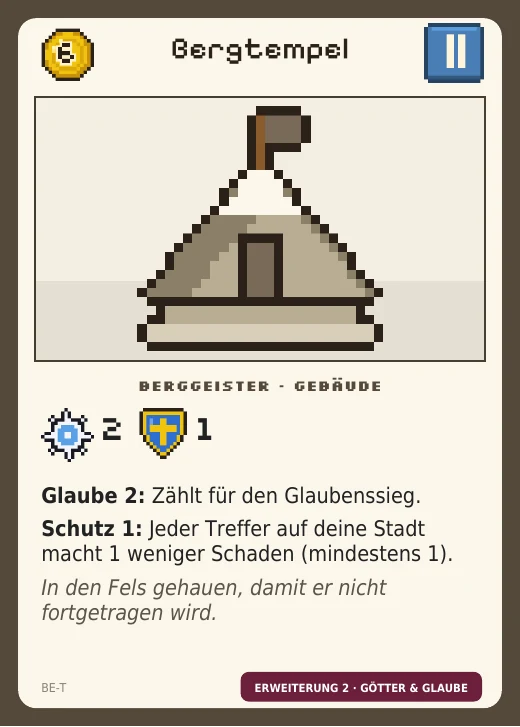 Bergtempel
II
BERGGEISTER · GEBÄUDE
2
1
Glaube 2: Zählt für den Glaubenssieg.
Schutz 1: Jeder Treffer auf deine Stadt
macht 1 weniger Schaden (mindestens 1).
In den Fels gehauen, damit er nicht
fortgetragen wird.
BE-T
ERWEITERUNG 2 · GÖTTER & GLAUBE